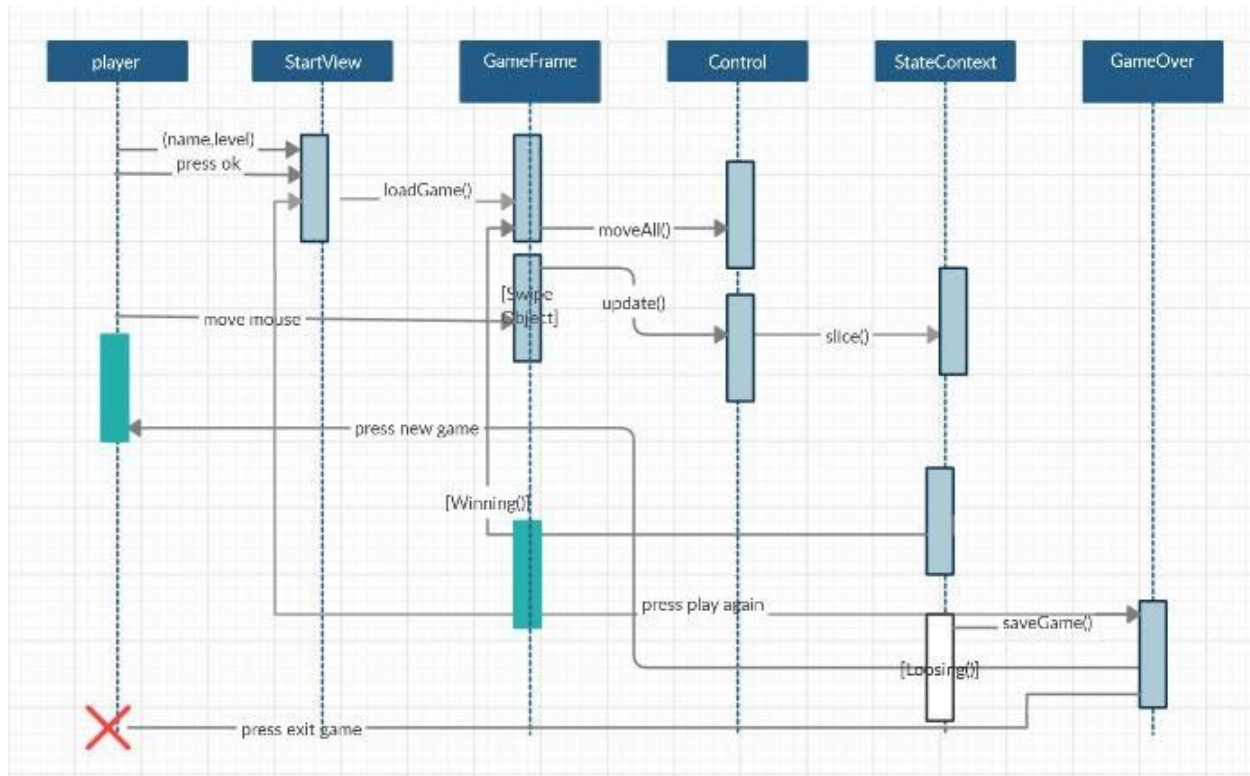 player
StartView
GameFrame
Control
StateContext
GameOver
(name,level)
press ok
loadGame()
moveAll()
[Swipe
Object]
update()
move mouse
slice()
press new game
[Winning()]
press play again
saveGame()
[Loosing()]
press exit game